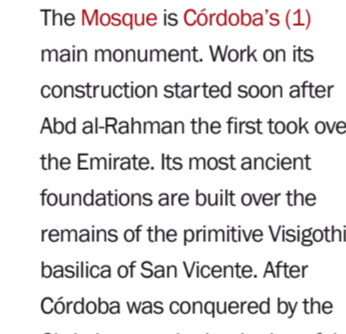 The Mosque is Córdoba’s (1)
main monument. Work on its
construction started soon after
Abd al-Rahman the first took ove
the Emirate. Its most ancient
foundations are built over the
remains of the primitive Visigothi
basilica of San Vicente. After
Córdoba was conquered by the